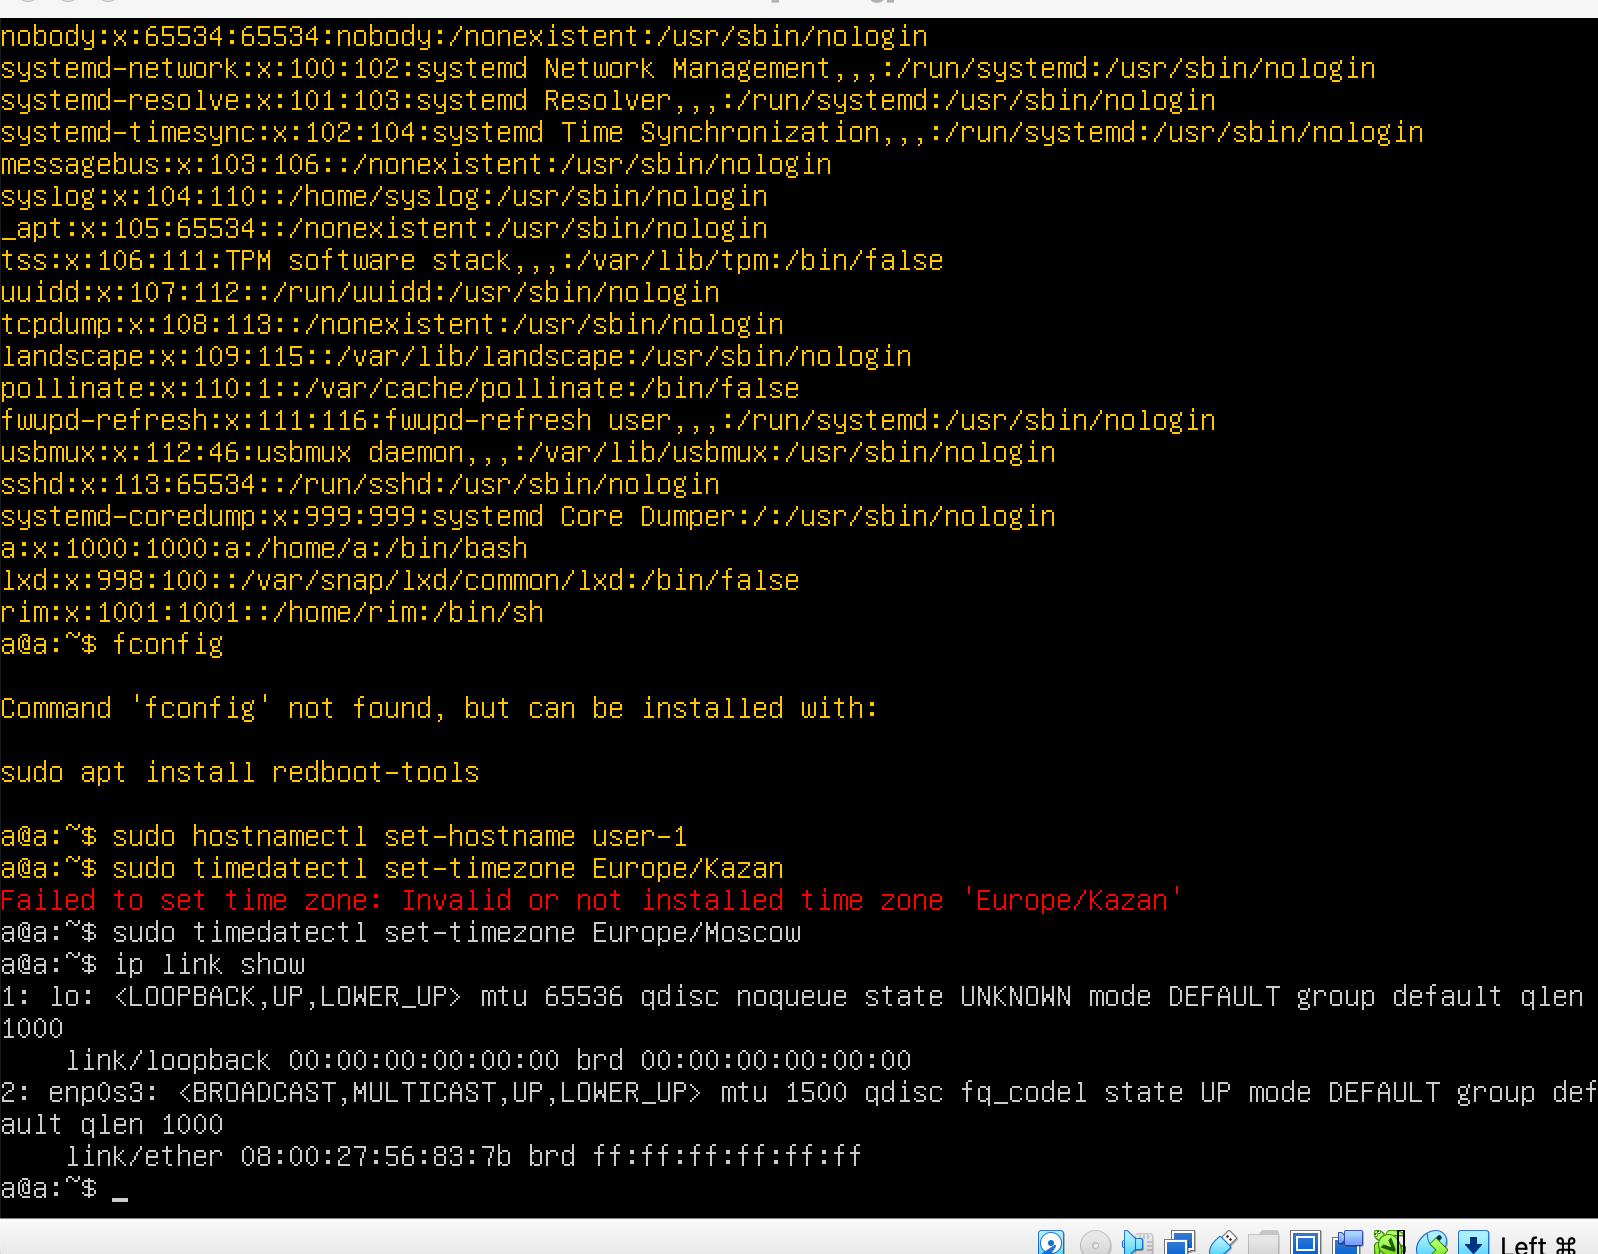 nobody:x:65534:65534:nobody:/nonexistent:/usr/sbin/nologin
systemd-network:x:100:102:systemd Network Management,,,:/run/systemd:/usr/sbin/nologin
systemd-resolve:x:101:103:systemd Resolver,,,:/run/systemd:/usr/sbin/nologin
systemd-timesync:x:102:104:systemd Time Synchronization,,,:/run/systemd:/usr/sbin/nologin
messagebus:x:103:106::/nonexistent:/usr/sbin/nologin
syslog:x:104:110::/home/syslog:/usr/sbin/nologin
_apt:x:105:65534::/nonexistent:/usr/sbin/nologin
tss:x:106:111:TPM software stack,,,:/var/lib/tpm:/bin/false
uuidd:x:107:112::/run/uuidd:/usr/sbin/nologin
tcpdump:x:108:113::/nonexistent:/usr/sbin/nologin
landscape:x:109:115::/var/lib/landscape:/usr/sbin/nologin
pollinate:x:110:1::/var/cache/pollinate:/bin/false
fwupd-refresh:x:111:116:fwupd-refresh user,,,:/run/systemd:/usr/sbin/nologin
usbmux:x:112:46:usbmux daemon,,,:/var/lib/usbmux:/usr/sbin/nologin
sshd:x:113:65534::/run/sshd:/usr/sbin/nologin
systemd-coredump:x:999:999:systemd Core Dumper:/:/usr/sbin/nologin
a:x:1000:1000:a:/home/a:/bin/bash
lxd:x:998:100::/var/snap/lxd/common/lxd:/bin/false
rim:x:1001:1001::/home/rim:/bin/sh
a@a:~$ fconfig
Command 'fconfig' not found, but can be installed with:
sudo apt install redboot-tools
a@a:~$ sudo hostnamectl set-hostname user-1
a@a:~$ sudo timedatectl set-timezone Europe/Kazan
Failed to set time zone: Invalid or not installed time zone 'Europe/Kazan'
a@a:~$ sudo timedatectl set-timezone Europe/Moscow
a@a:~$ ip link show
1: lo: <LOOPBACK,UP,LOWER_UP> mtu 65536 qdisc noqueue state UNKNOWN mode DEFAULT group default qlen
1000
    link/loopback 00:00:00:00:00:00 brd 00:00:00:00:00:00
2: enp0s3: <BROADCAST,MULTICAST,UP,LOWER_UP> mtu 1500 qdisc fq_codel state UP mode DEFAULT group def
ault qlen 1000
    link/ether 08:00:27:56:83:7b brd ff:ff:ff:ff:ff:ff
a@a:~$ _
Left ⌘